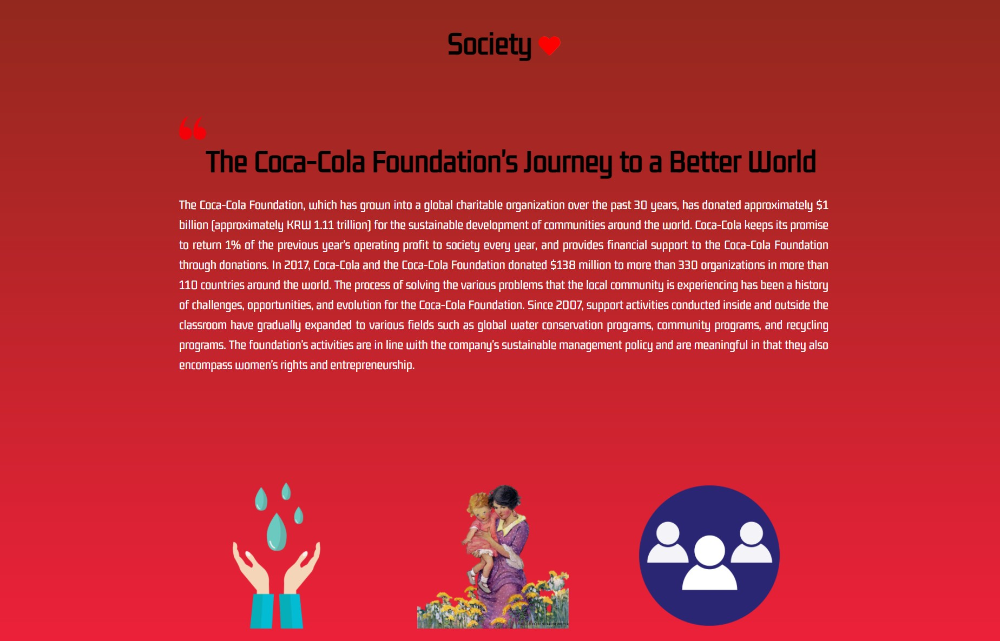 Society
The Coca-Cola Foundation's Journey to a Better World
The Coca-Cola Foundation, which has grown into a global charitable organization over the past 30 years, has donated approximately $1
billion (approximately KRW 1.11 trillion) for the sustainable development of communities around the world. Coca-Cola keeps its promise
to return 1% of the previous year's operating profit to society every year, and provides financial support to the Coca-Cola Foundation
through donations. In 2017, Coca-Cola and the Coca-Cola Foundation donated $138 million to more than 330 organizations in more than
110 countries around the world. The process of solving the various problems that the local community is experiencing has been a history
of challenges, opportunities, and evolution for the Coca-Cola Foundation. Since 2007, support activities conducted inside and outside the
classroom have gradually expanded to various fields such as global water conservation programs, community programs, and recycling
programs. The foundation's activities are in line with the company's sustainable management policy and are meaningful in that they also
encompass women's rights and entrepreneurship.